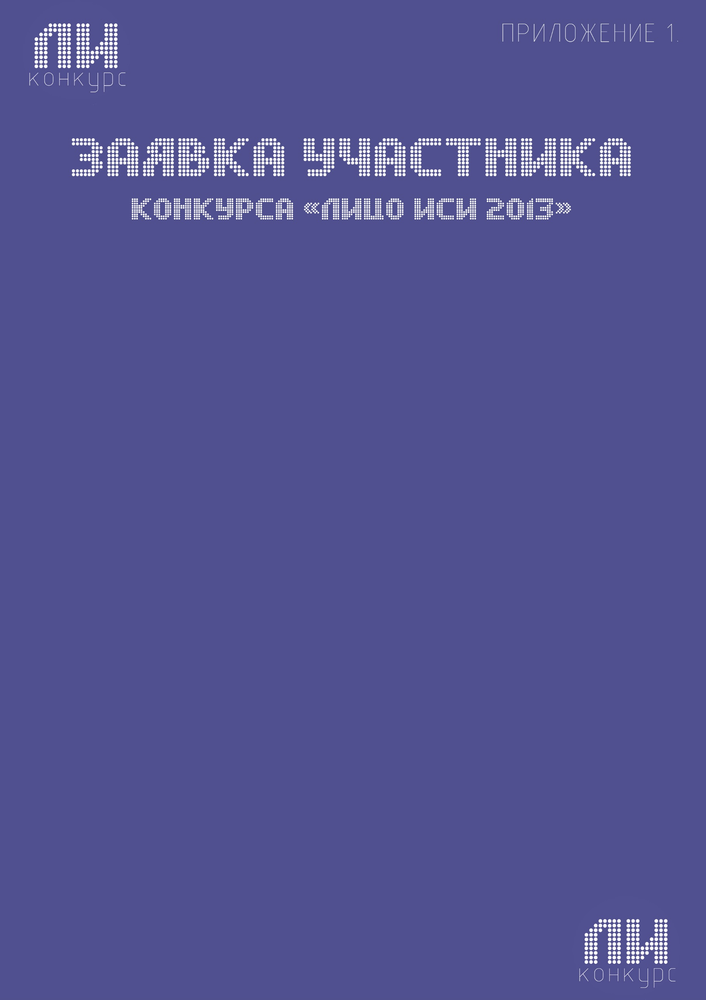 ЛИ
конкурс
ПРИЛОЖЕНИЕ 1.
ЗАЯВКА УЧАСТНИКА
КОНКУРСА «ЛИЦО ИСИ 2013»
ЛИ
конкурс